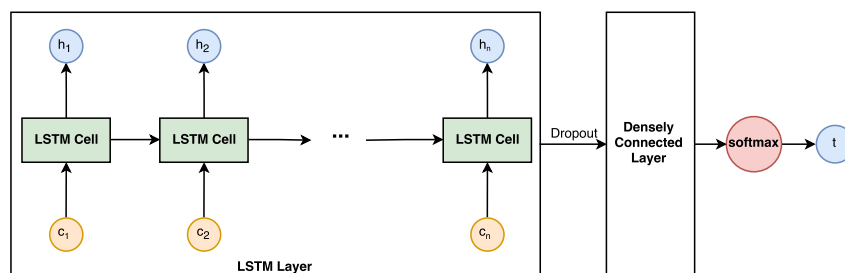 h1
h2
hn
LSTM Cell
LSTM Cell
...
LSTM Cell
Dropout
Densely
Connected
Layer
softmax
t
c1
c2
cn
LSTM Layer